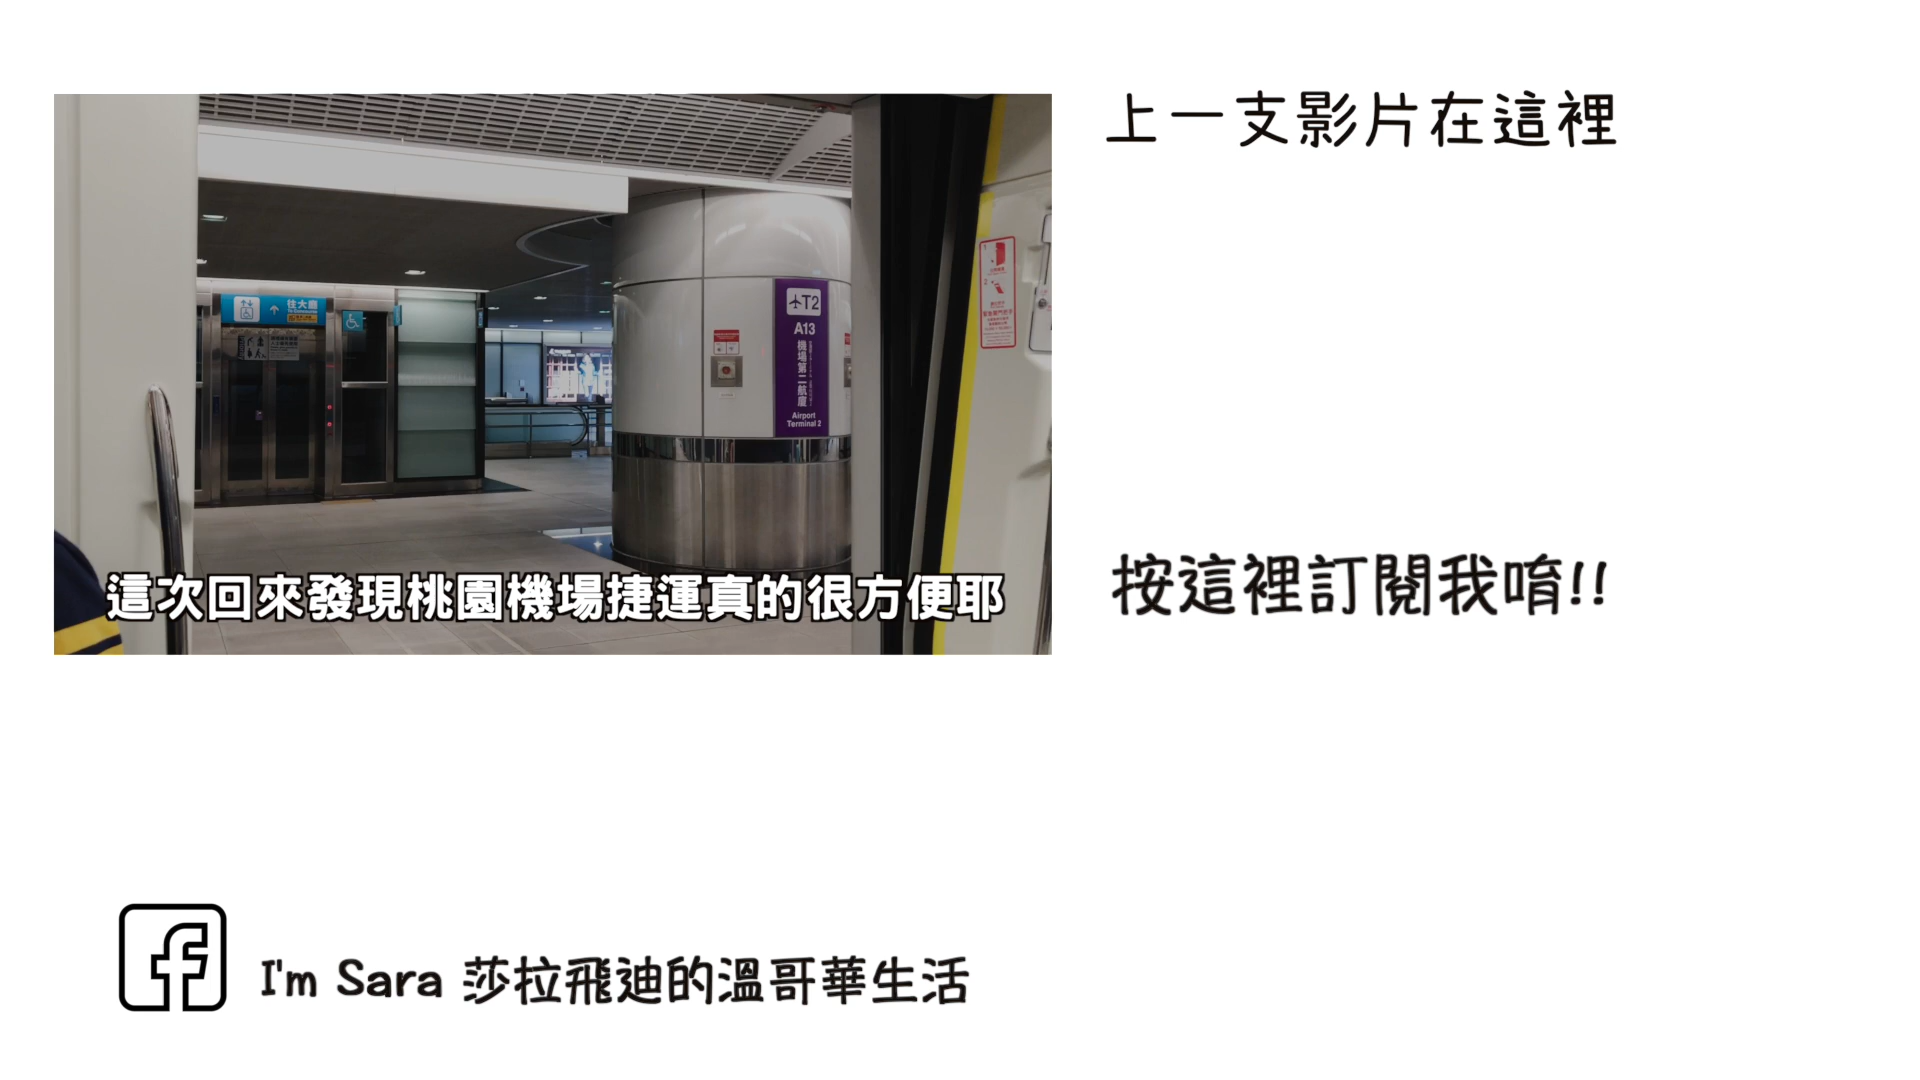 上一支影片在這裡
往大廳
T2
A13
機場第二航廈
Airport
Terminal 2
這次回來發現桃園機場捷運真的很方便耶
按這裡訂閱我唷!!
I'm Sara 莎拉飛迪的溫哥華生活